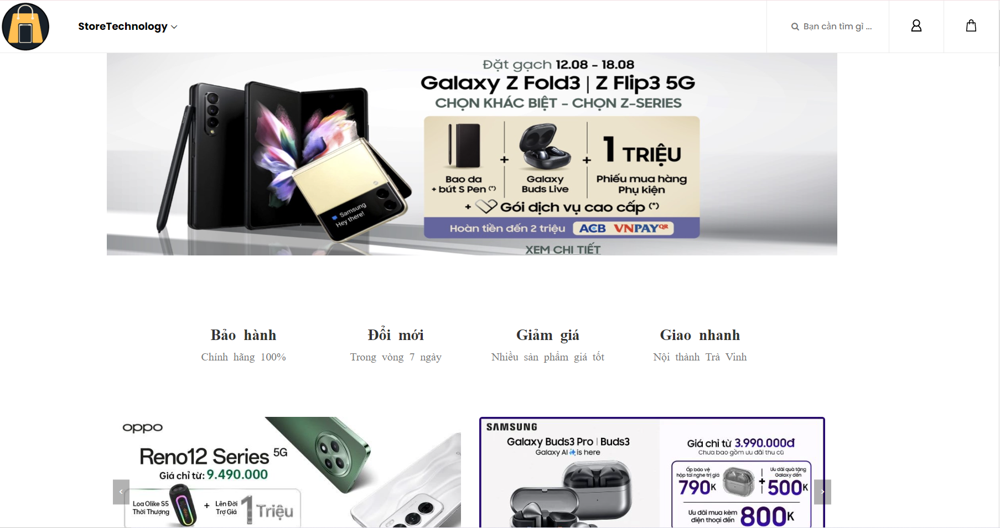 StoreTechnology
Bạn cần tìm gì ...
Đặt gạch 12.08 - 18.08
Galaxy Z Fold3 | Z Flip3 5G
CHỌN KHÁC BIỆT - CHỌN Z-SERIES
Bao da
+ bút S Pen (*)
+
Galaxy
Buds Live
+
1 TRIỆU
Phiếu mua hàng
Phụ kiện
+ Gói dịch vụ cao cấp (*)
Hoàn tiền đến 2 triệu ACB VNPAYQR
XEM CHI TIẾT
Samsung
Hey there!
Bảo hành
Chính hãng 100%
Đổi mới
Trong vòng 7 ngày
Giảm giá
Nhiều sản phẩm giá tốt
Giao nhanh
Nội thành Trà Vinh
oppo
Reno12 Series 5G
Giá chỉ từ: 9.490.000
Loa Olike S5
Thời Thượng
+
Lên Đời
Trợ Giá
1 Triệu
SAMSUNG
Galaxy Buds3 Pro | Buds3
Galaxy AI is here
Giá chỉ từ 3.990.000đ
Chưa bao gồm ưu đãi thu cũ
Ốp bảo vệ
hộp tai nghe trị giá
790K
+
Ưu đãi quà tặng
Galaxy đến
500K
Ưu đãi mua kèm
điện thoại đến
800K